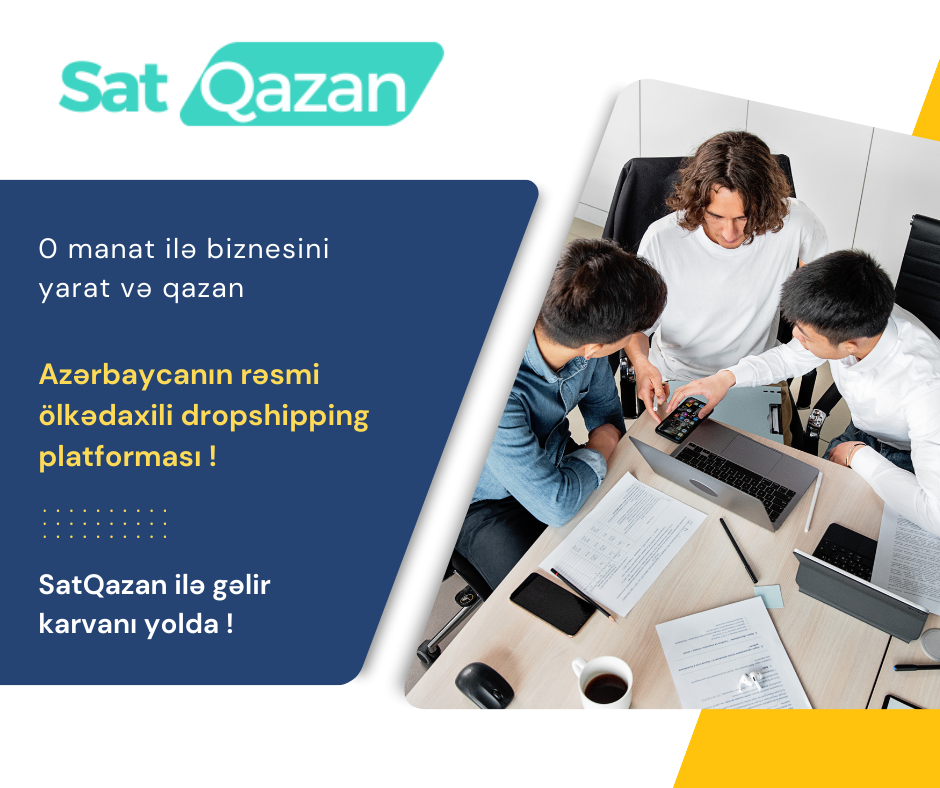 Sat Qazan
0 manat ilə biznesini
yarat və qazan
Azərbaycanın rəsmi
ölkədaxili dropshipping
platforması !
SatQazan ilə gəlir
karvanı yolda !